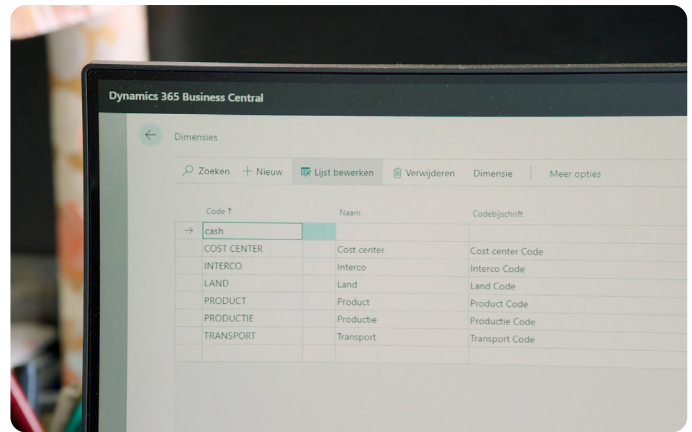 Dynamics 365 Business Central
Dimensies
Zoeken Nieuw Lijst bewerken Verwijderen Dimensie Meer opties
Code ↑ Naam Codebijschrift
cash
COST CENTER Cost center Cost center Code
INTERCO Interco Interco Code
LAND Land Land Code
PRODUCT Product Product Code
PRODUCTIE Productie Productie Code
TRANSPORT Transport Transport Code